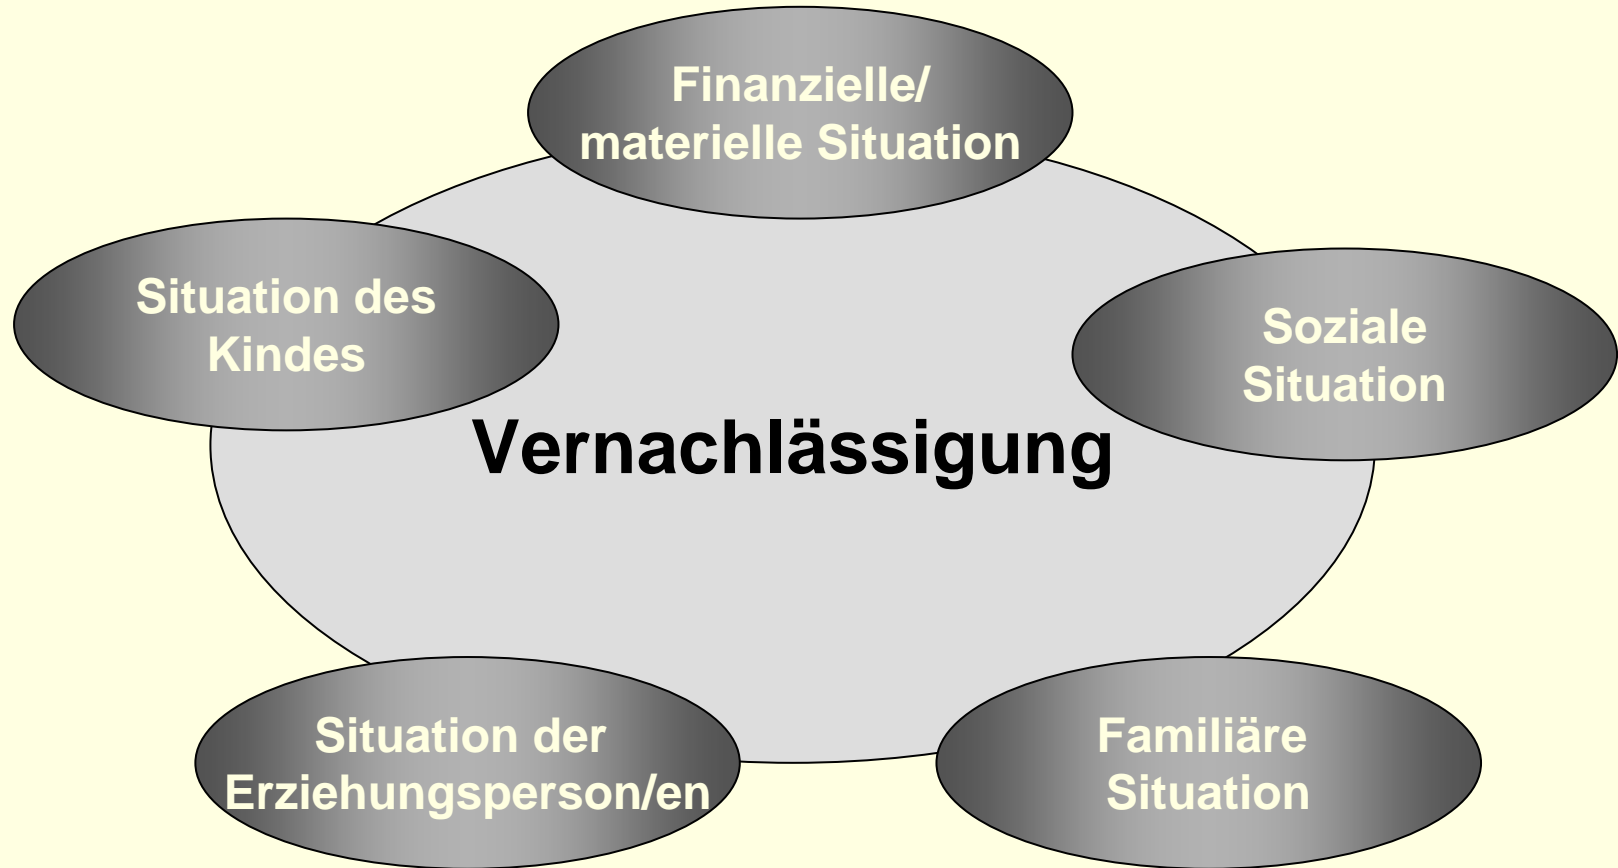 Finanzielle/
materielle Situation
Situation des
Kindes
Soziale
Situation
Vernachlässigung
Situation der
Erziehungsperson/en
Familiäre
Situation